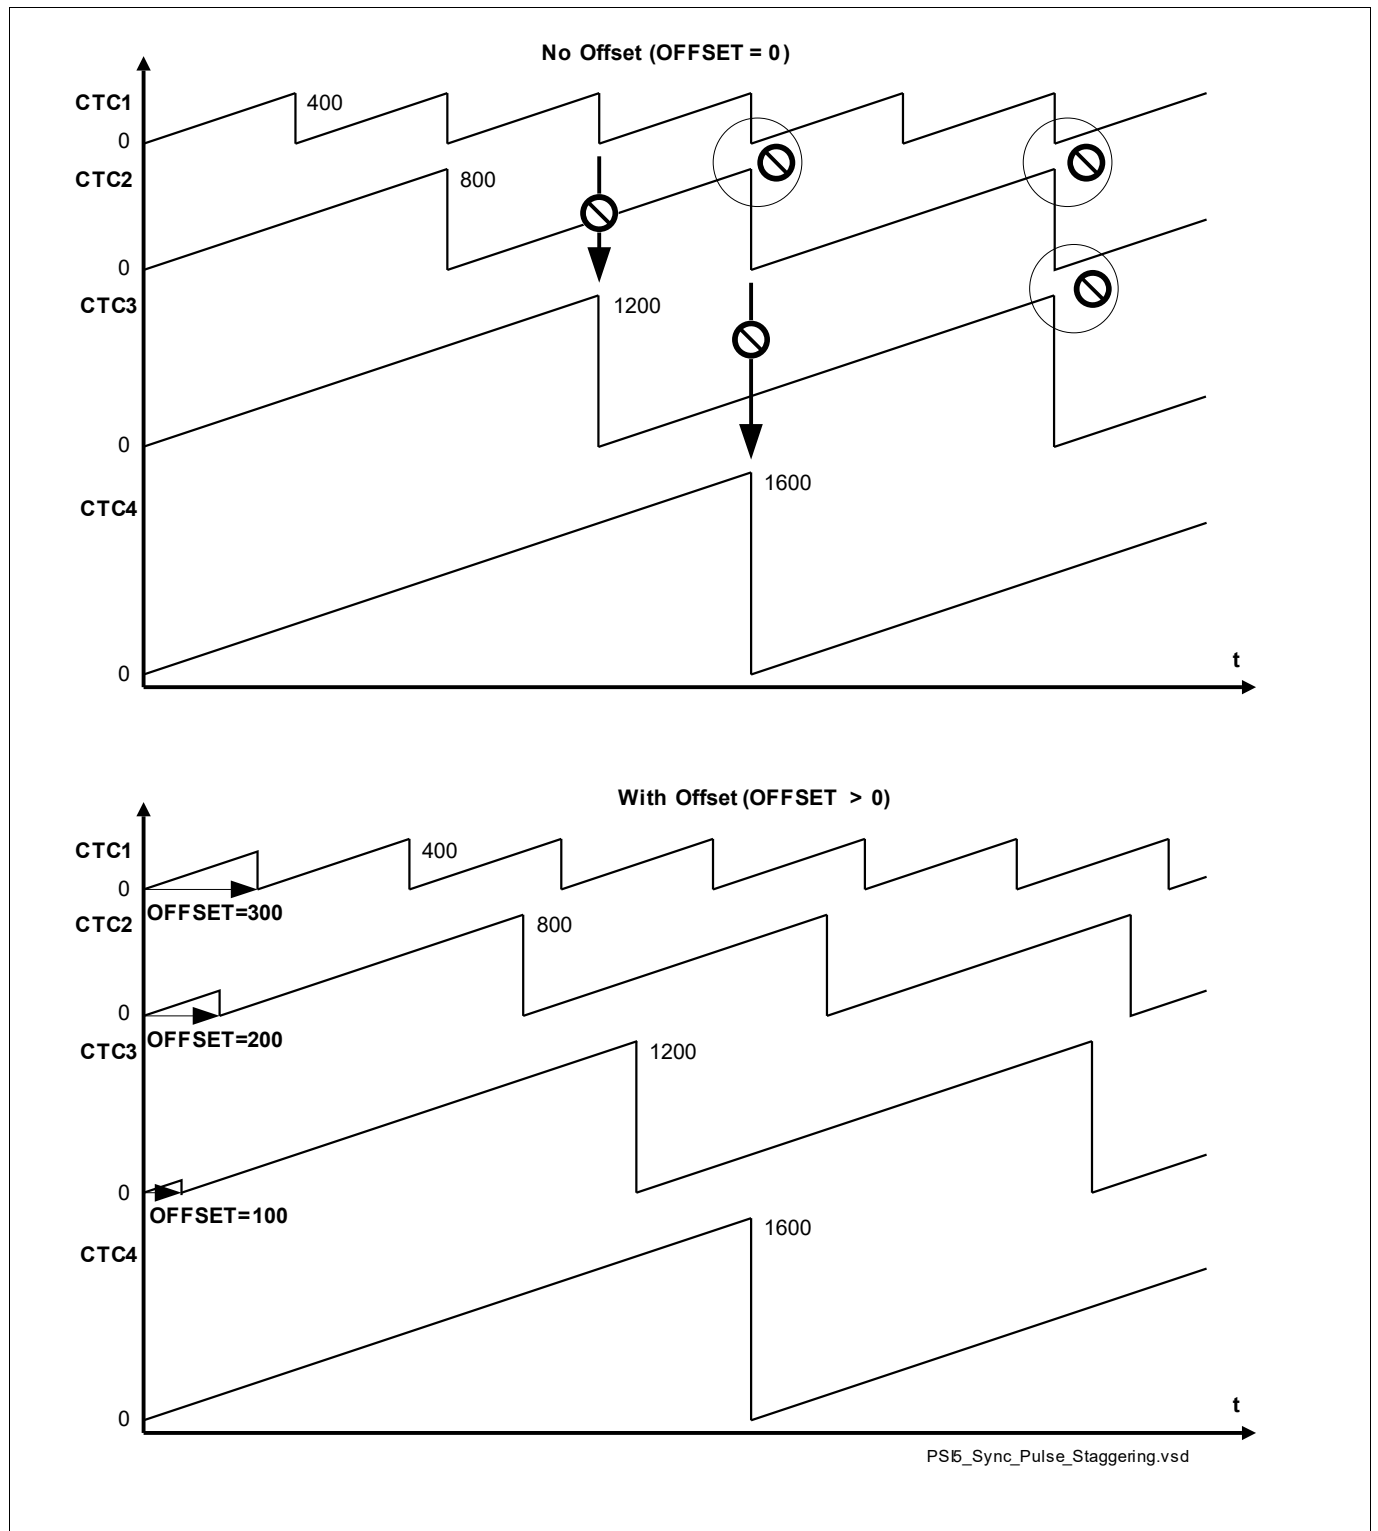 No Offset (OFFSET = 0)
CTC1
400
0
CTC2
800
0
CTC3
1200
0
CTC4
1600
0
t
With Offset (OFFSET > 0)
CTC1
400
0
OFFSET=300
CTC2
800
0
OFFSET=200
CTC3
1200
0
OFFSET=100
CTC4
1600
0
t
PSI5_Sync_Pulse_Staggering.vsd